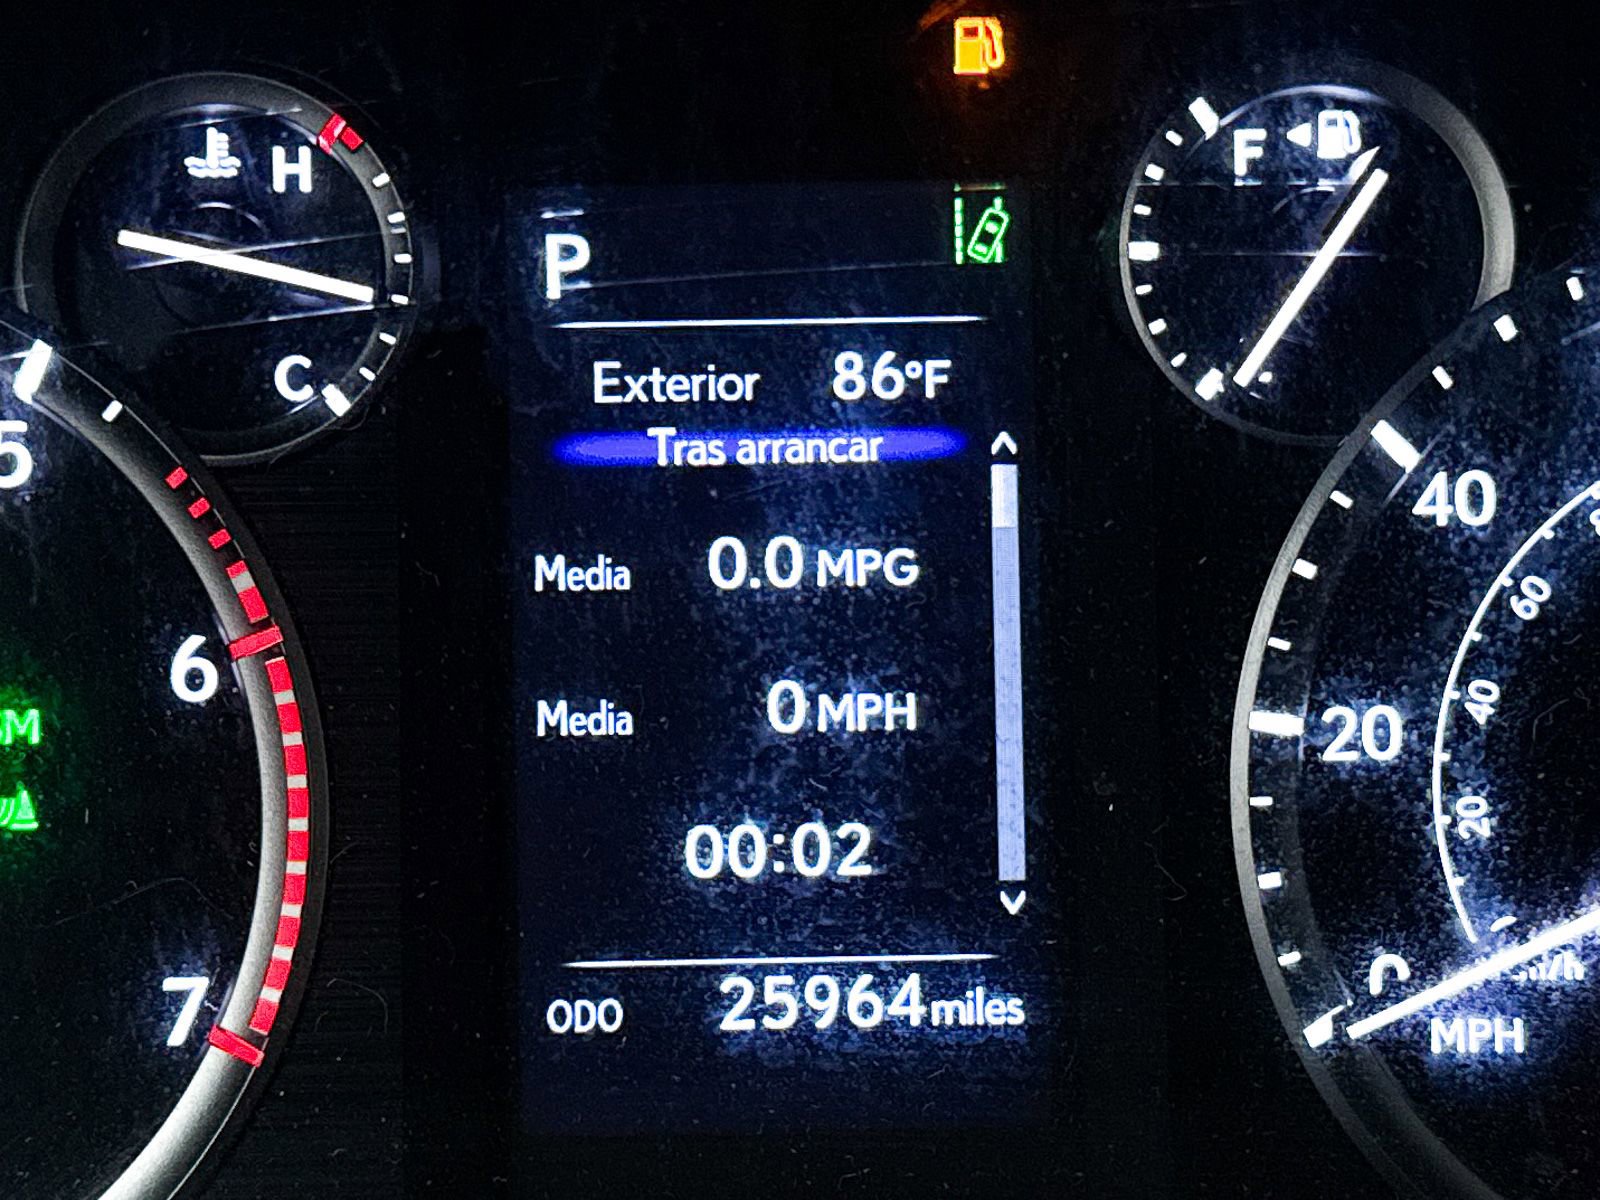 H
F
P
Exterior 86°F
C
Tras arrancar
5
40
Media 0.0 MPG
60
6
Media 0 MPH
40
20
20
00:02
7
0
ODO 25964 miles
MPH